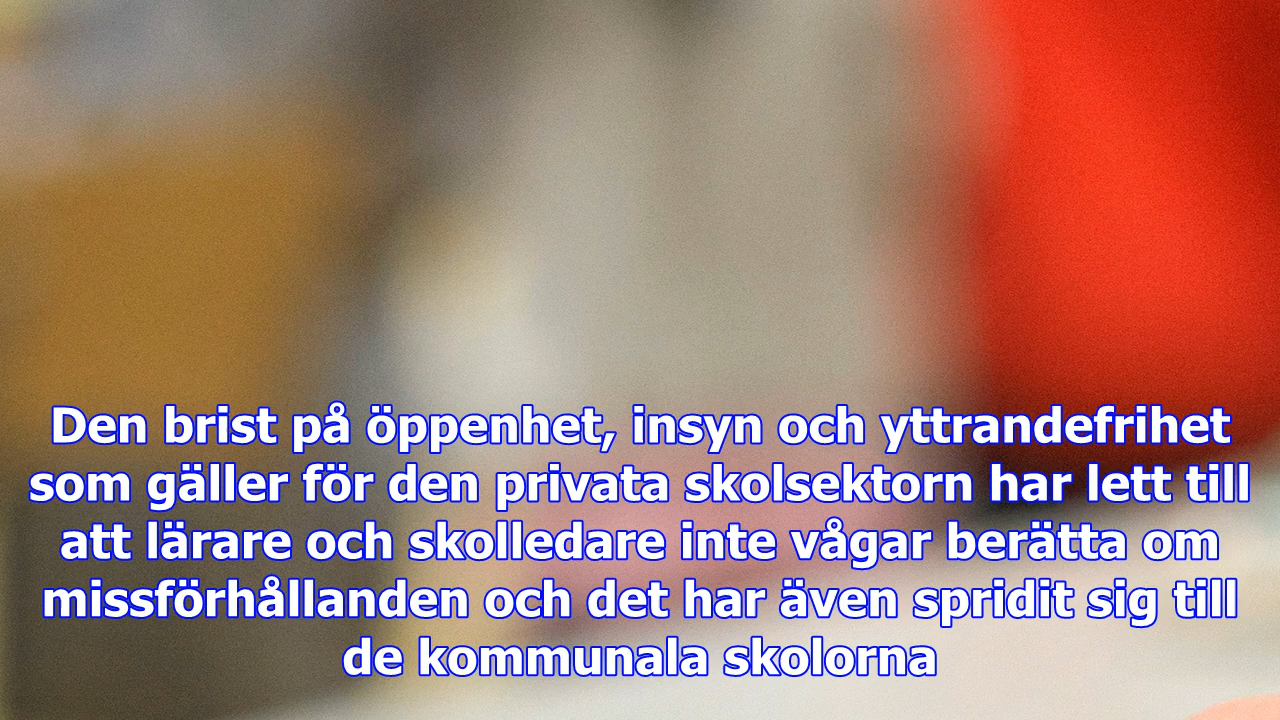 Den brist på öppenhet, insyn och yttrandefrihet
som gäller för den privata skolsektorn har lett till
att lärare och skolledare inte vågar berätta om
missförhållanden och det har även spridit sig till
de kommunala skolorna